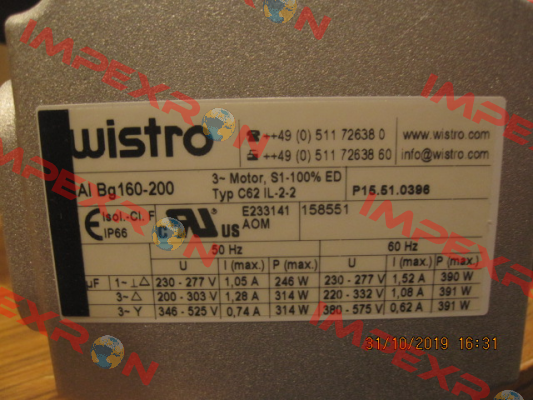 wistro
++49 (0) 511 72638 0
www.wistro.com
++49 (0) 511 72638 60
info@wistro.com
AI Bg160-200
3~ Motor, S1-100% ED
Typ C62 IL-2-2
P15.51.0396
Isol.-Cl. F
IP66
c US
E233141
AOM
158551
50 Hz 60 Hz
U I (max.) P (max.) U I (max.) P (max.)
µF 1~ ⊥△ 230 - 277 V 1,05 A 246 W 230 - 277 V 1,52 A 390 W
3~ △ 200 - 303 V 1,28 A 314 W 220 - 332 V 1,08 A 391 W
3~ Y 346 - 525 V 0,74 A 314 W 380 - 575 V 0,62 A 391 W
31/10/2019 16:31
IMPEXRON
IMPEXRON
IMPEXRON
IMPEXRON